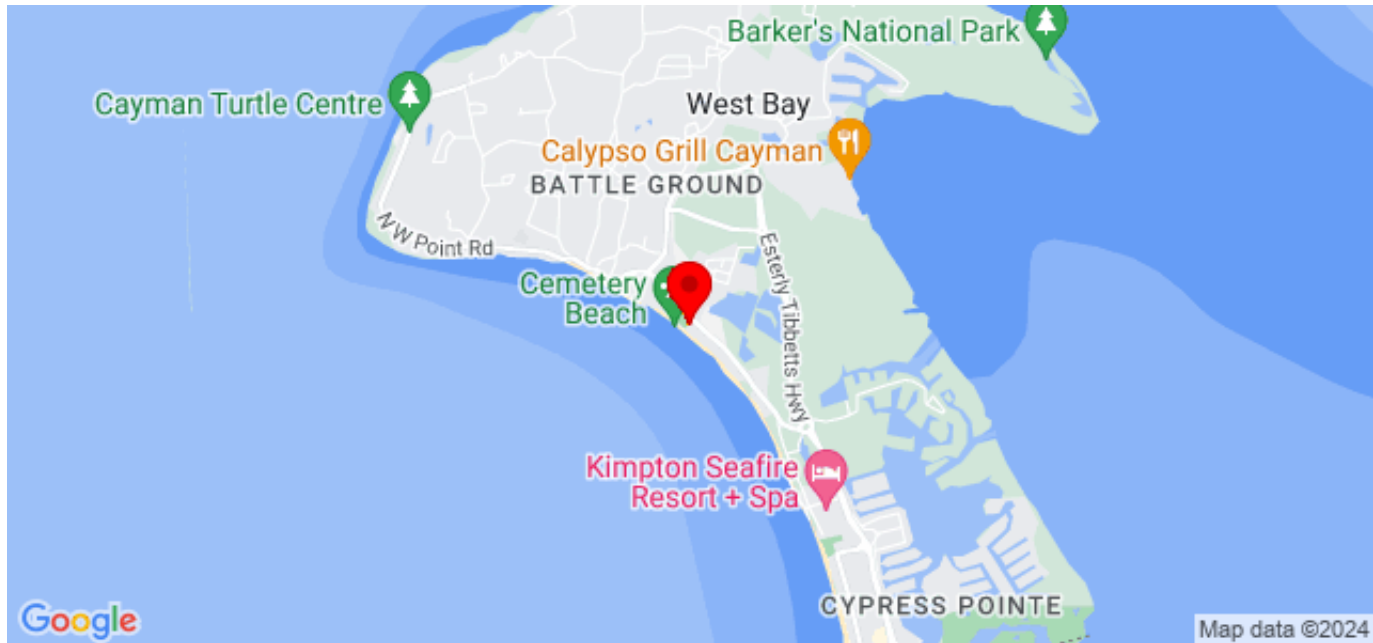 Barker's National Park
Cayman Turtle Centre
West Bay
Calypso Grill Cayman
BATTLE GROUND
NW Point Rd
Esterly Tibbetts Hwy
Cemetery
Beach
Kimpton Seafire
Resort + Spa
CYPRESS POINTE
Google
Map data ©2024